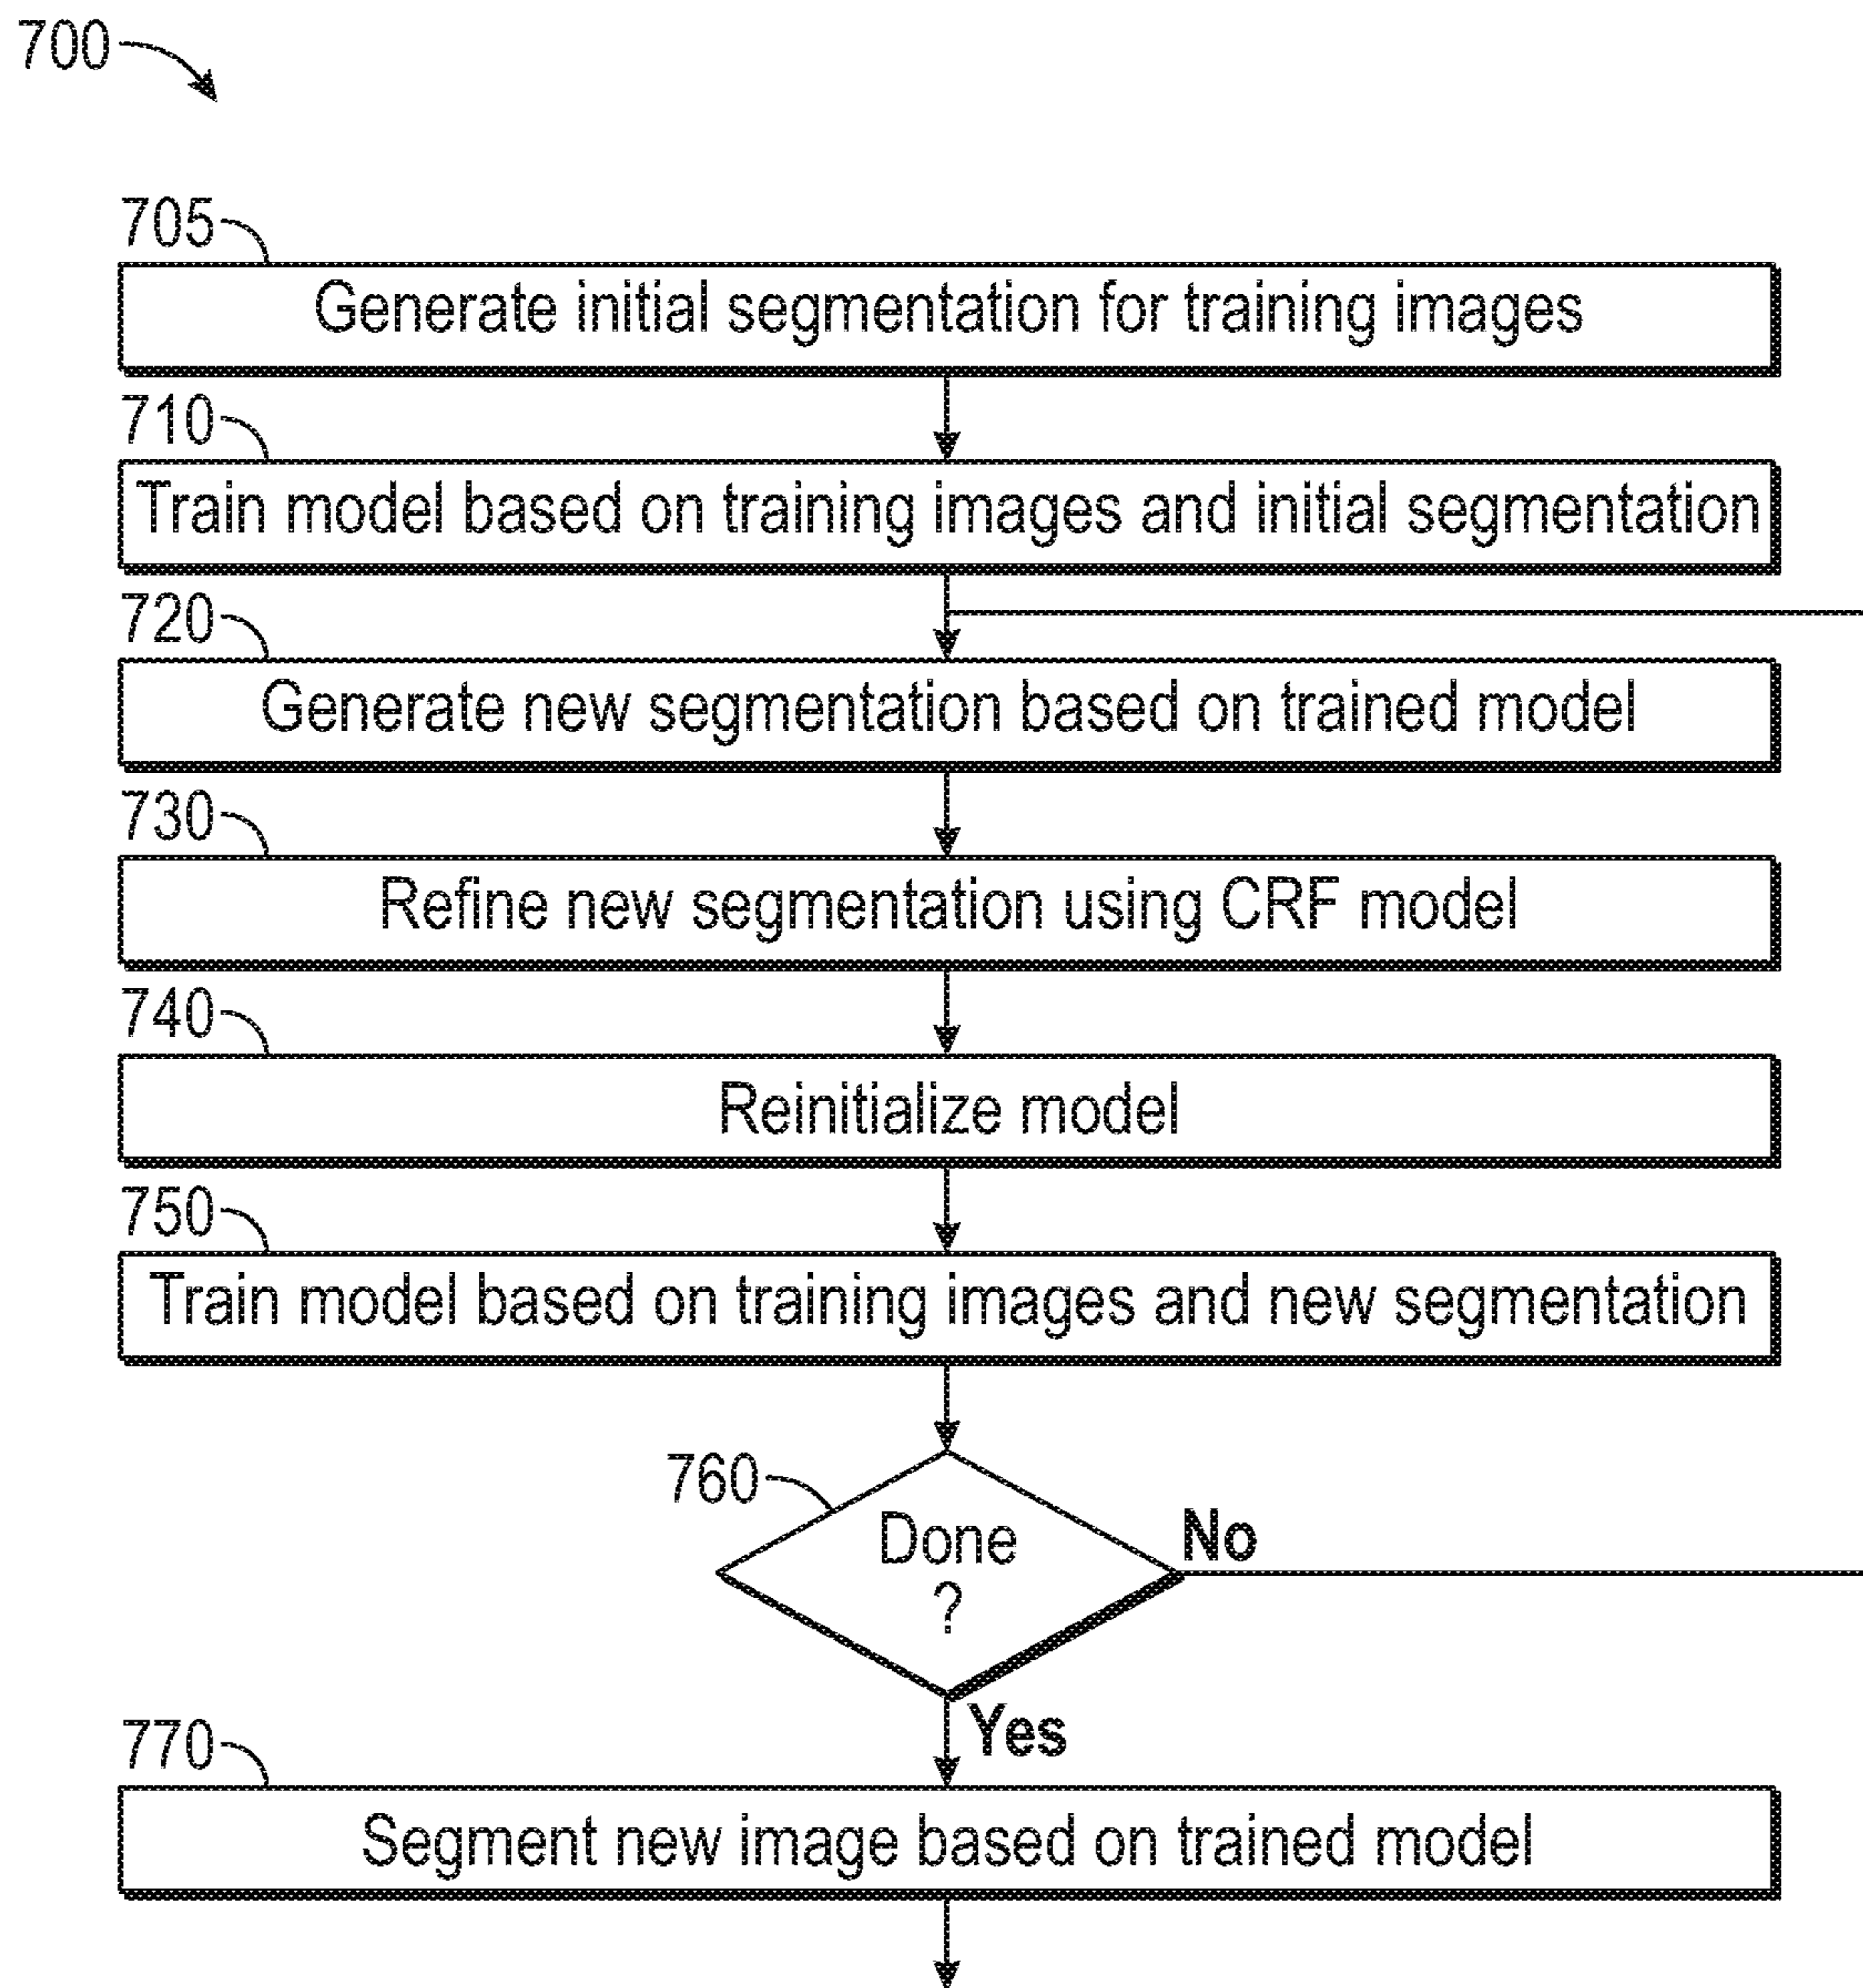 700
705
Generate initial segmentation for training images
710
Train model based on training images and initial segmentation
720
Generate new segmentation based on trained model
730
Refine new segmentation using CRF model
740
Reinitialize model
750
Train model based on training images and new segmentation
760
Done
?
No
Yes
770
Segment new image based on trained model